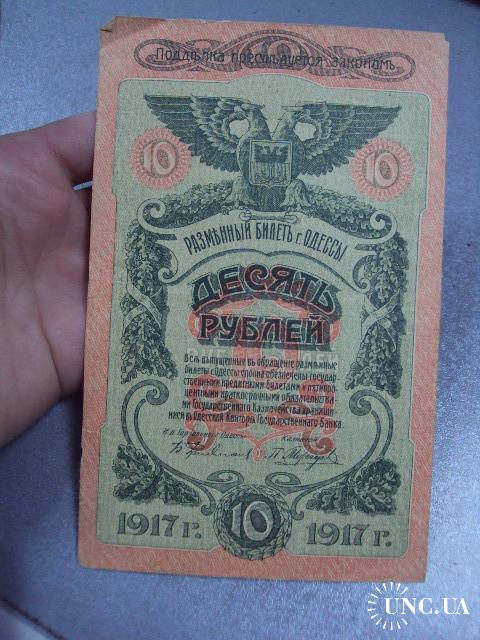 Поддѣлка преслѣдуется закономъ
10 10
РАЗМѢННЫЙ БИЛЕТЪ г. ОДЕССЫ
ДЕСЯТЬ
РУБЛЕЙ
Всѣ выпущенные въ обращение размѣнные
билеты г. Одессы сполна обезпечены государ-
ственными кредитными билетами и пятипро-
центными краткосрочными обязательства-
ми Государственнаго Казначейства хранящи-
мися въ Одесской Конторѣ Государственнаго Банка.
10
1917 г. 1917 г.
UNC.UA